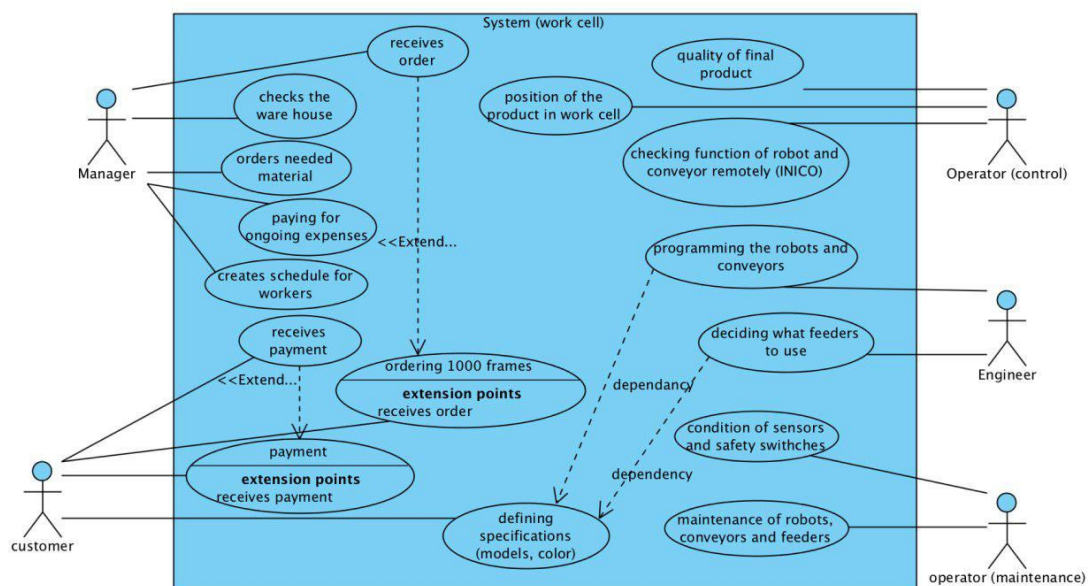 System (work cell)
receives
order
quality of final
product
checks the
ware house
position of the
product in work cell
Manager
orders needed
material
checking function of robot and
conveyor remotely (INICO)
Operator (control)
paying for
ongoing expenses
<<Extend...
programming the robots and
conveyors
creates schedule for
workers
receives
payment
deciding what feeders
to use
<<Extend...
ordering 1000 frames
extension points
receives order
dependancy
Engineer
condition of sensors
and safety swithches
payment
extension points
receives payment
dependency
customer
defining
specifications
(models, color)
maintenance of robots,
conveyors and feeders
operator (maintenance)